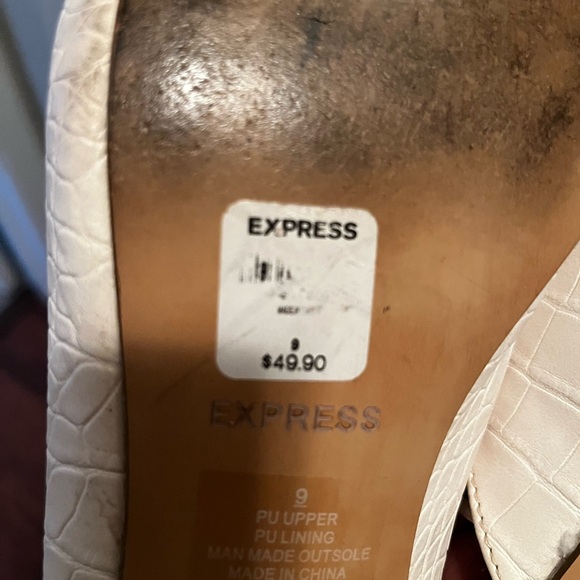 EXPRESS
9
$49.90
EXPRESS
9
PU UPPER
PU LINING
MAN MADE OUTSOLE
MADE IN CHINA